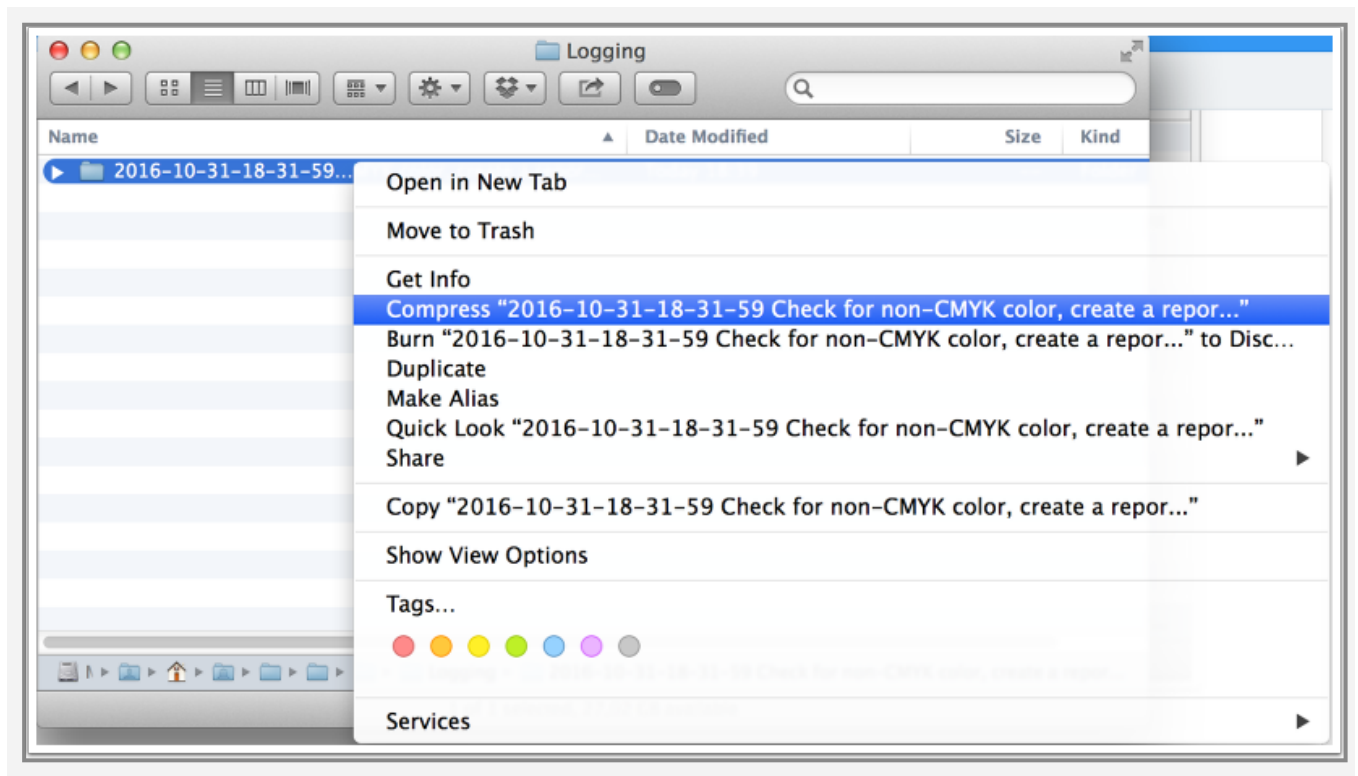 Logging
Name Date Modified Size Kind
2016-10-31-18-31-59...
Open in New Tab
Move to Trash
Get Info
Compress “2016-10-31-18-31-59 Check for non-CMYK color, create a repor...”
Burn “2016-10-31-18-31-59 Check for non-CMYK color, create a repor...” to Disc...
Duplicate
Make Alias
Quick Look “2016-10-31-18-31-59 Check for non-CMYK color, create a repor...”
Share
Copy “2016-10-31-18-31-59 Check for non-CMYK color, create a repor...”
Show View Options
Tags...
Services